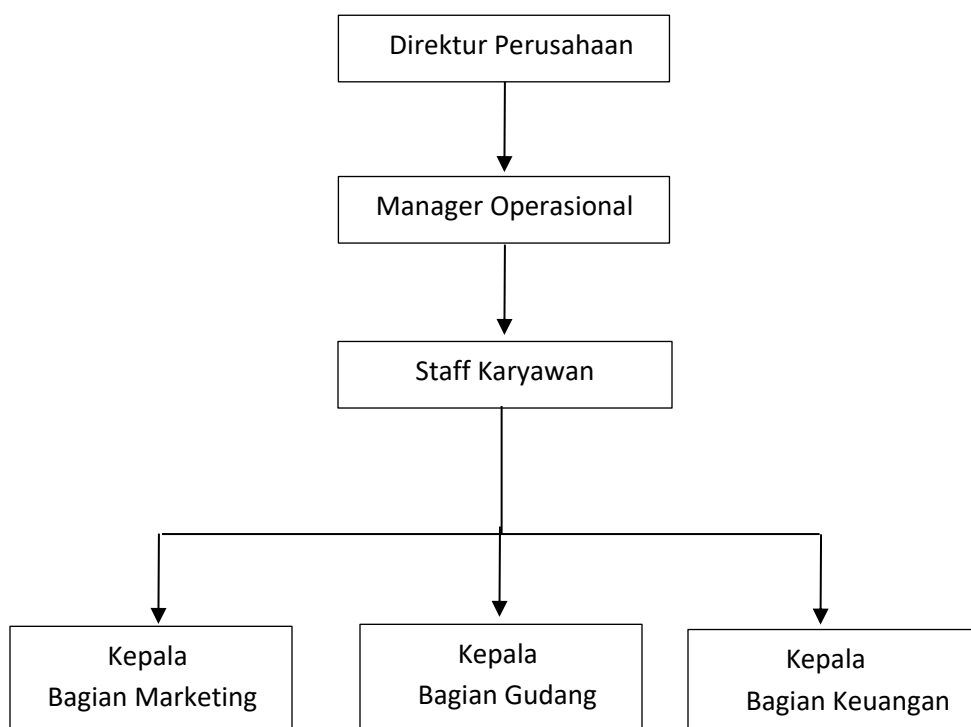 Direktur Perusahaan
Manager Operasional
Staff Karyawan
Kepala
Bagian Marketing
Kepala
Bagian Gudang
Kepala
Bagian Keuangan